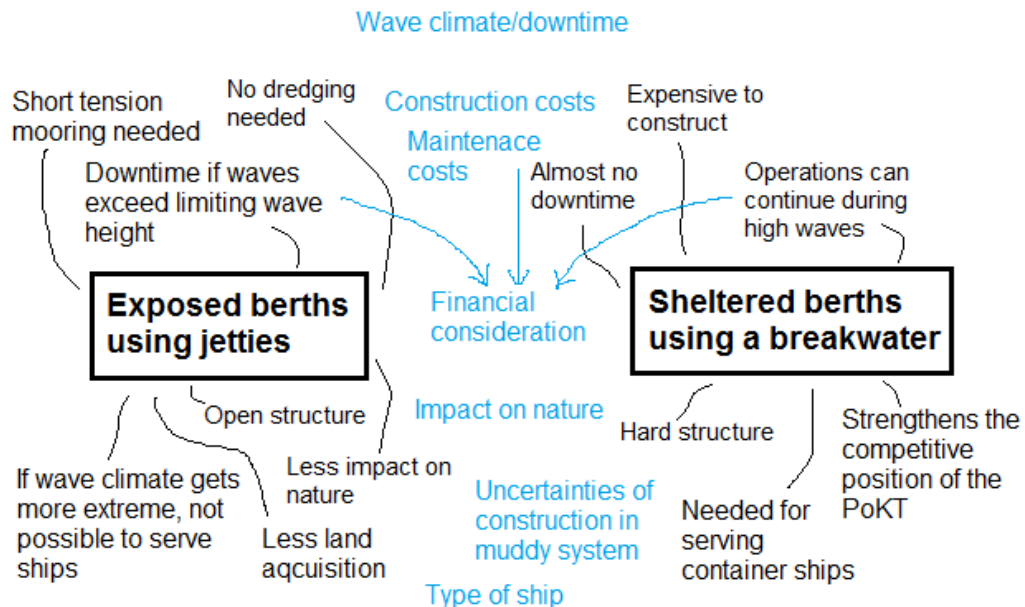 Wave climate/downtime
Short tension
mooring needed
No dredging
needed
Construction costs
Maintenace
costs
Expensive to
construct
Downtime if waves
exceed limiting wave
height
Almost no
downtime
Operations can
continue during
high waves
Exposed berths
using jetties
Financial
consideration
Sheltered berths
using a breakwater
Open structure
Impact on nature
Hard structure
Strengthens the
competitive
position of the
PoKT
If wave climate gets
more extreme, not
possible to serve
ships
Less land
aqcuisition
Less impact on
nature
Uncertainties of
construction in
muddy system
Needed for
serving
container ships
Type of ship